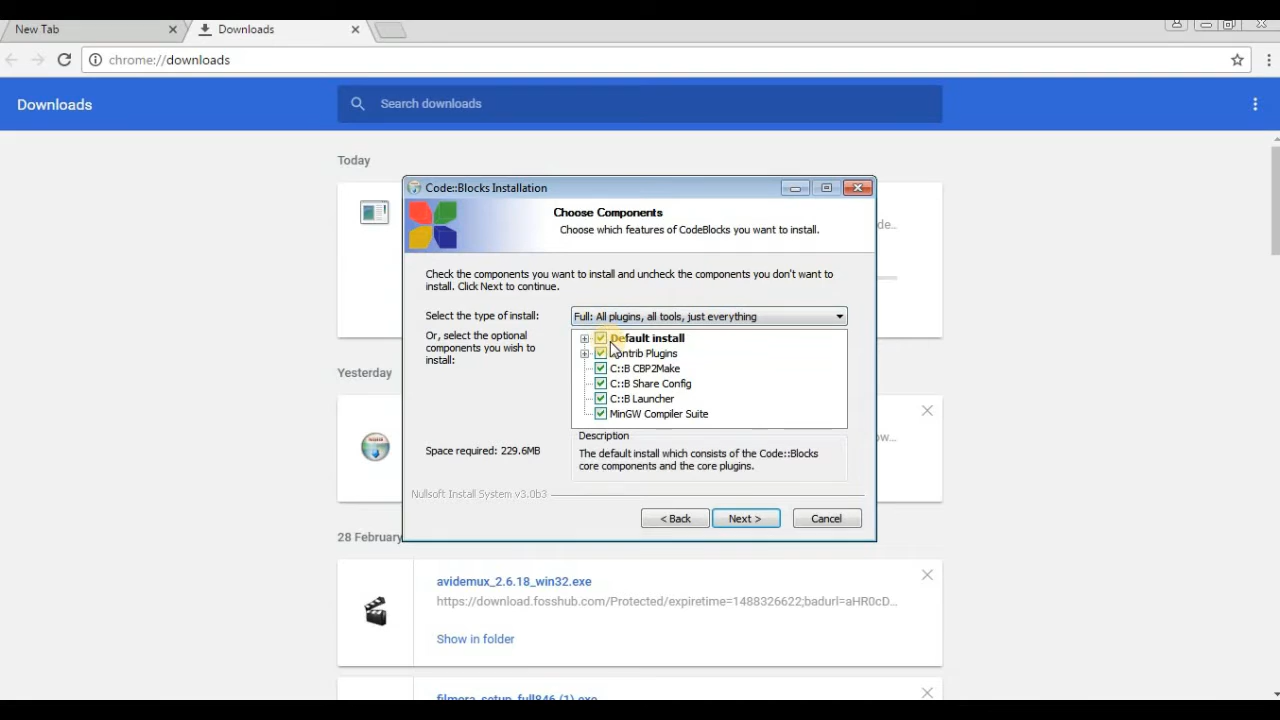 New Tab
Downloads
chrome://downloads
Downloads
Search downloads
Today
de...
Code::Blocks Installation
Choose Components
Choose which features of CodeBlocks you want to install.
Check the components you want to install and uncheck the components you don't want to
install. Click Next to continue.
Select the type of install:
Full: All plugins, all tools, just everything
Or, select the optional
components you wish to
install:
Default install
Contrib Plugins
C::B CBP2Make
C::B Share Config
C::B Launcher
MinGW Compiler Suite
Space required: 229.6MB
Description
The default install which consists of the Code::Blocks
core components and the core plugins.
Nullsoft Install System v3.0b3
< Back
Next >
Cancel
Yesterday
ow...
28 February
avidemux_2.6.18_win32.exe
https://download.fosshub.com/Protected/expiretime=1488326622;badurl=aHR0cD...
Show in folder
filmora_setup_full846 (1).exe